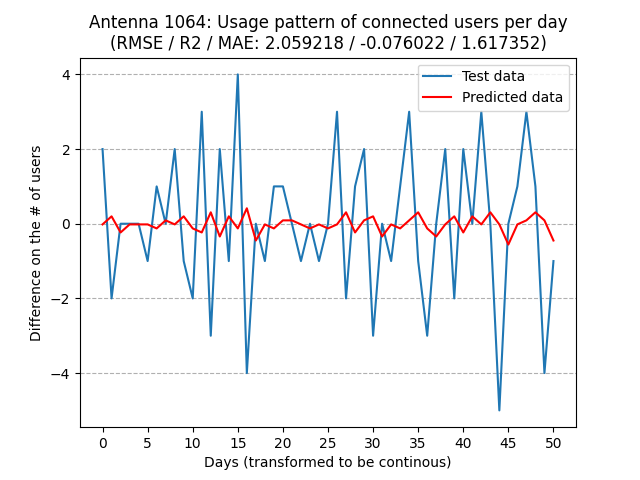 Antenna 1064: Usage pattern of connected users per day
(RMSE / R2 / MAE: 2.059218 / -0.076022 / 1.617352)
Test data
Predicted data
Difference on the # of users
4
2
0
−2
−4
0 5 10 15 20 25 30 35 40 45 50
Days (transformed to be continous)